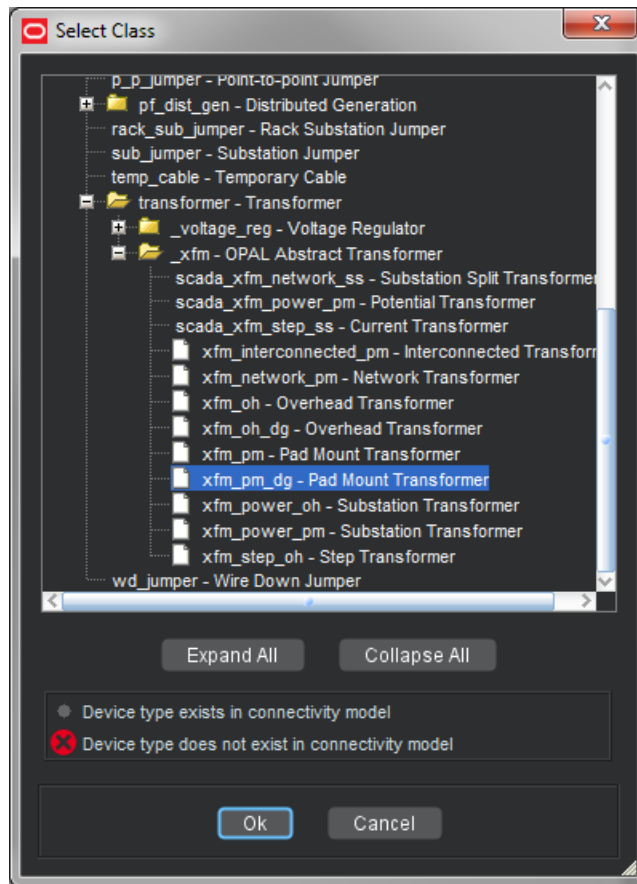 Select Class
p_p_jumper - Point-to-point Jumper
pf_dist_gen - Distributed Generation
rack_sub_jumper - Rack Substation Jumper
sub_jumper - Substation Jumper
temp_cable - Temporary Cable
transformer - Transformer
_voltage_reg - Voltage Regulator
_xfm - OPAL Abstract Transformer
scada_xfm_network_ss - Substation Split Transformer
scada_xfm_power_pm - Potential Transformer
scada_xfm_step_ss - Current Transformer
xfm_interconnected_pm - Interconnected Transforr
xfm_network_pm - Network Transformer
xfm_oh - Overhead Transformer
xfm_oh_dg - Overhead Transformer
xfm_pm - Pad Mount Transformer
xfm_pm_dg - Pad Mount Transformer
xfm_power_oh - Substation Transformer
xfm_power_pm - Substation Transformer
xfm_step_oh - Step Transformer
wd_jumper - Wire Down Jumper
Expand All Collapse All
Device type exists in connectivity model
Device type does not exist in connectivity model
Ok Cancel